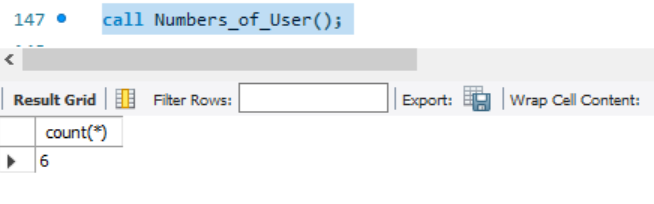 147 call Numbers_of_User();
Result Grid Filter Rows: Export: Wrap Cell Content:
count(*)
6